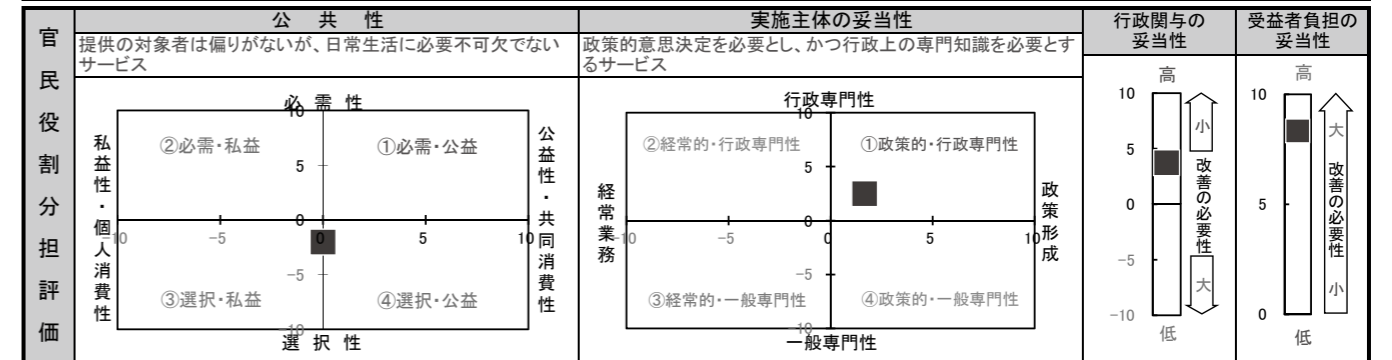 官民役割分担評価
公共性
提供の対象者は偏りがないが、日常生活に必要不可欠でない
サービス
必需性
10
②必需・私益
①必需・公益
5
私益性・個人消費性
公益性・共同消費性
0
-10
-5
0
5
10
-5
③選択・私益
④選択・公益
-10
選択性
実施主体の妥当性
政策的意思決定を必要とし、かつ行政上の専門知識を必要とす
るサービス
行政専門性
10
②経常的・行政専門性
①政策的・行政専門性
5
経常業務
政策形成
0
-10
-5
0
5
10
-5
③経常的・一般専門性
④政策的・一般専門性
-10
一般専門性
行政関与の
妥当性
高
10
5
0
-5
-10
小
改善の必要性
大
低
受益者負担の
妥当性
高
10
5
0
大
改善の必要性
小
低